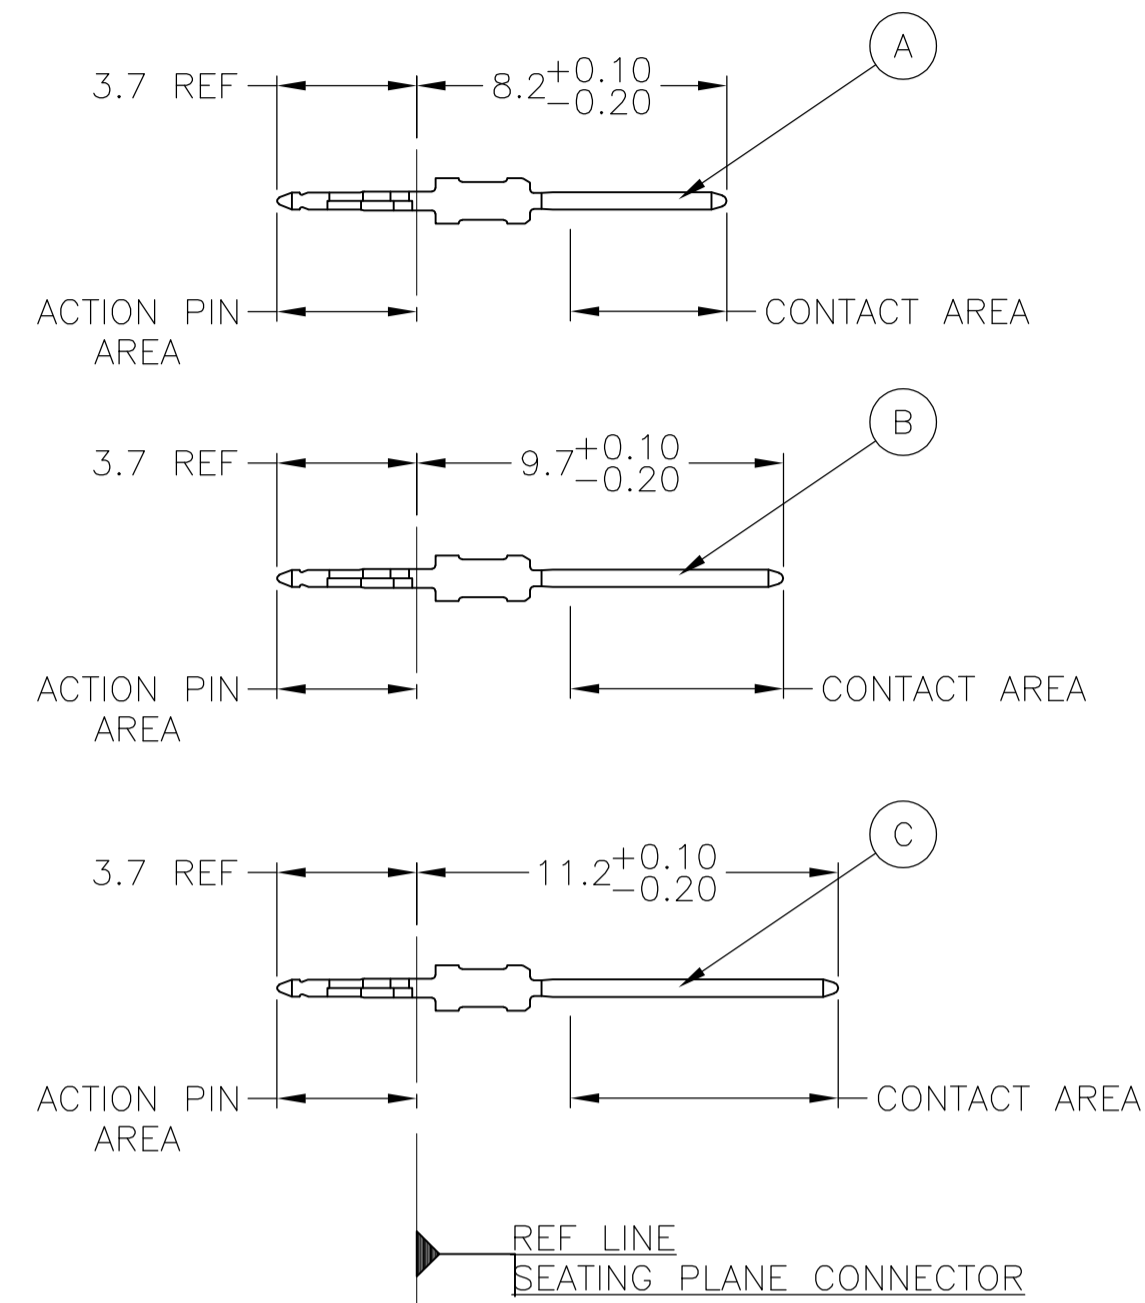 A
3.7 REF
8.2 +0.10
-0.20
ACTION PIN
AREA
CONTACT AREA
B
3.7 REF
9.7 +0.10
-0.20
ACTION PIN
AREA
CONTACT AREA
C
3.7 REF
11.2 +0.10
-0.20
ACTION PIN
AREA
CONTACT AREA
REF LINE
SEATING PLANE CONNECTOR